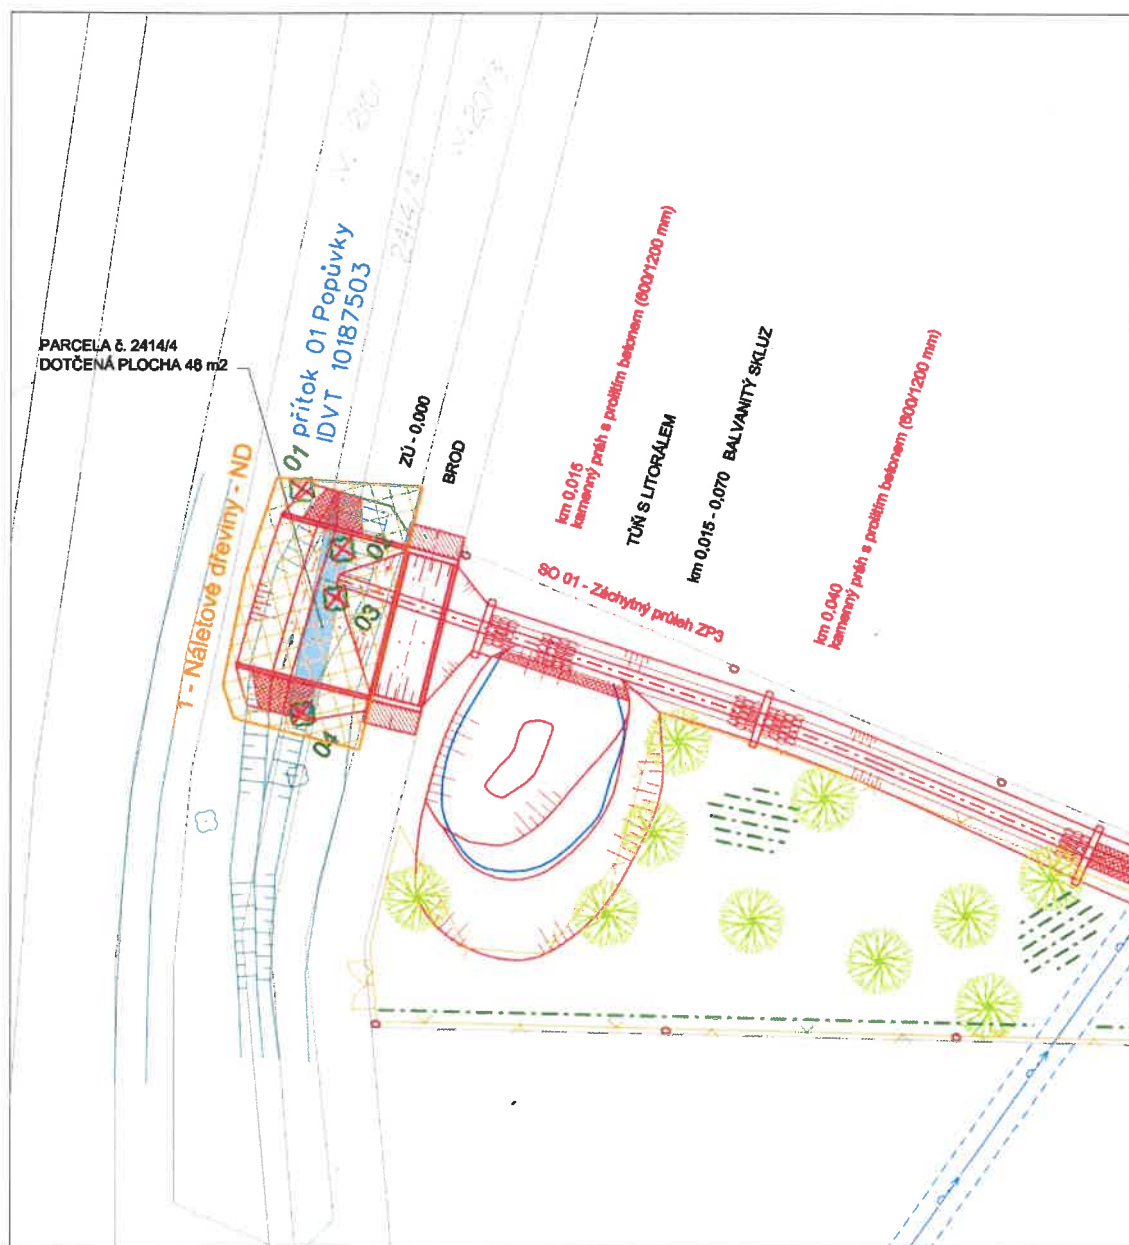 PARCELA č. 2414/4
DOTČENÁ PLOCHA 46 m2
přítok 01 Popůvky
IDVT 10187503
2414/4
1 - Náletové dřeviny - ND
01
03
04
ZÚ - 0,000
BROD
km 0,015
kamenný práh s prolitím betonem (600/1200 mm)
TŮŇ S LITORÁLEM
km 0,015 - 0,070 BALVANITÝ SKLUZ
SO 01 - Záchytný průleh ZP3
km 0,040
kamenný práh s prolitím betonem (600/1200 mm)